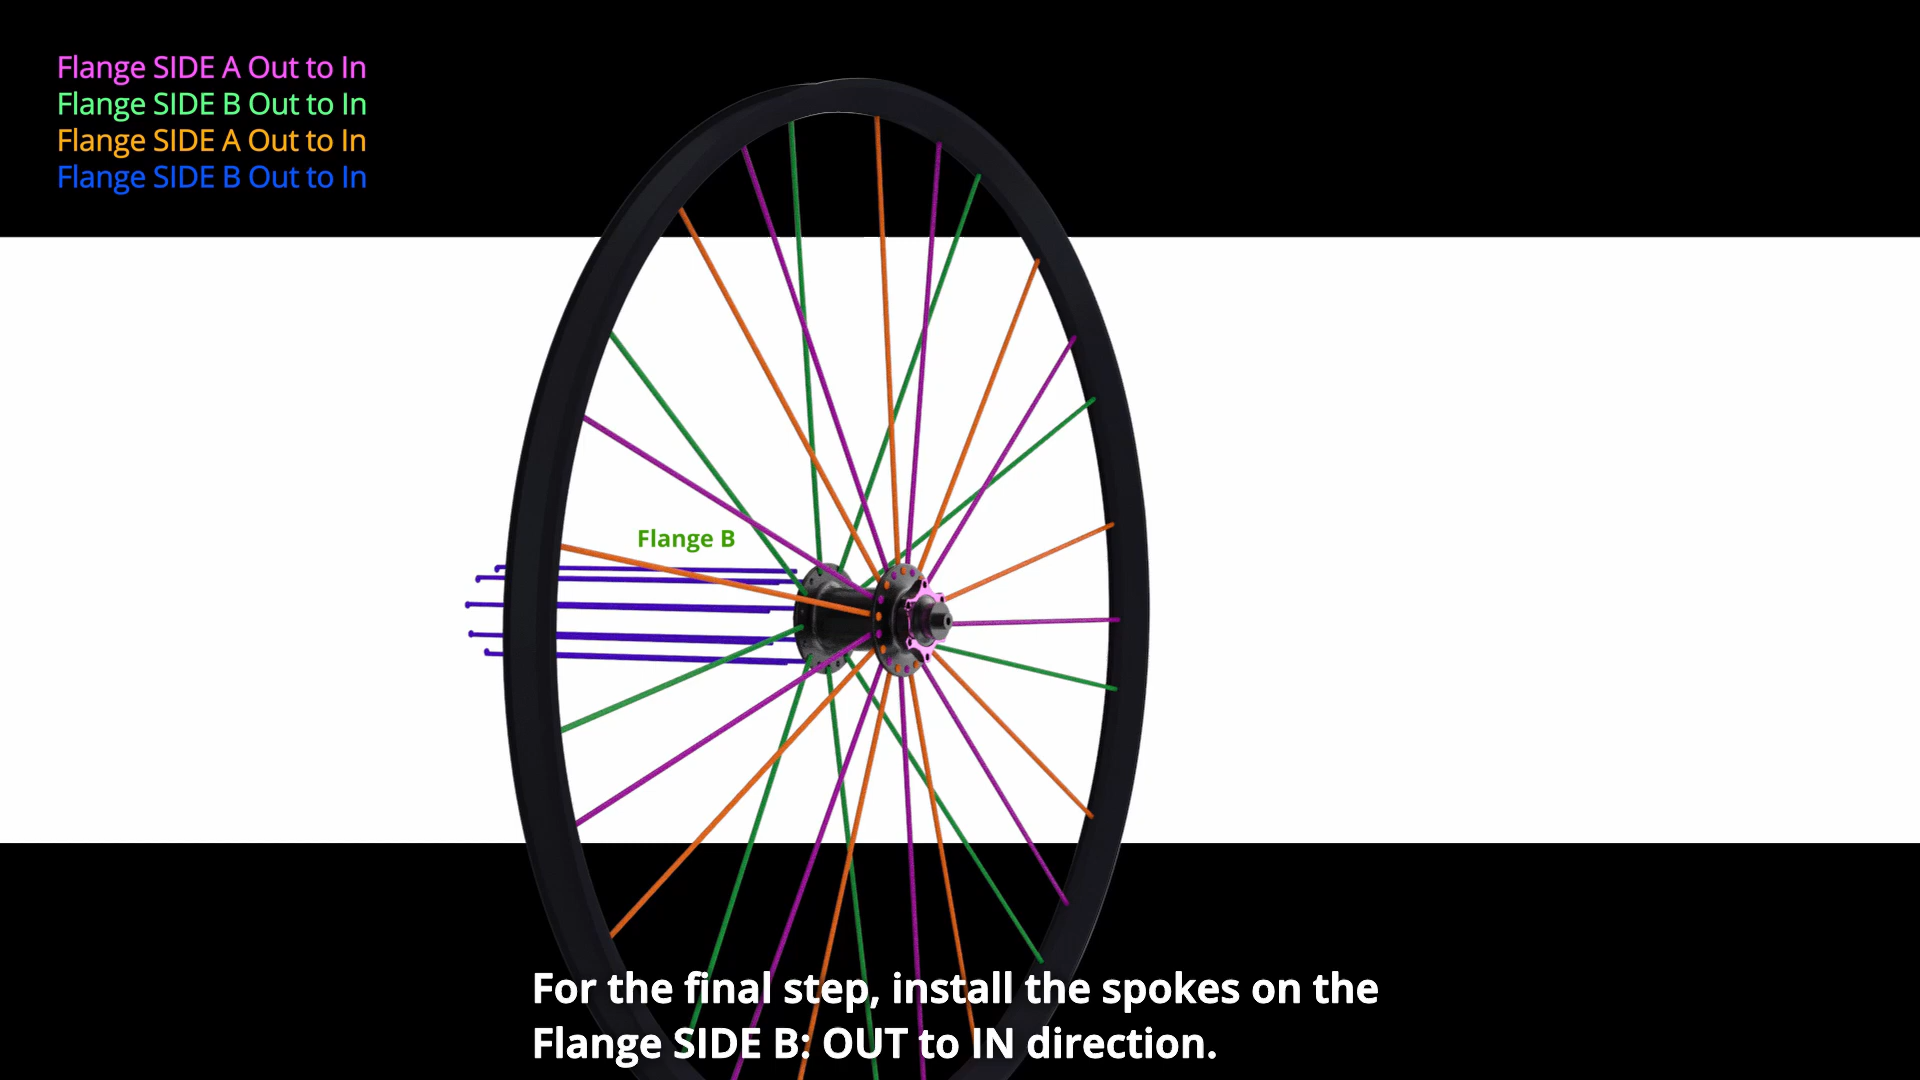 Flange SIDE A Out to In
Flange SIDE B Out to In
Flange SIDE A Out to In
Flange SIDE B Out to In
Flange B
For the final step, install the spokes on the
Flange SIDE B: OUT to IN direction.